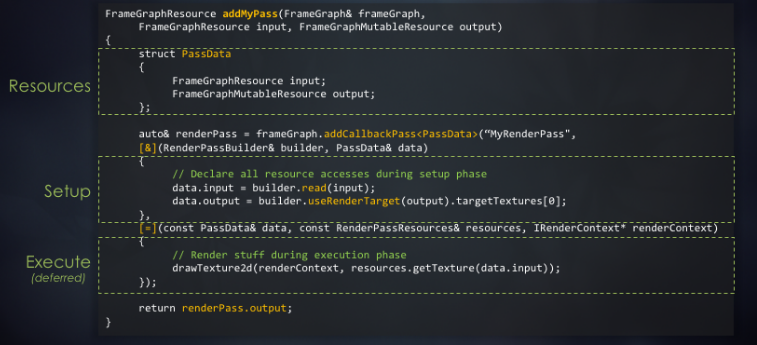 FrameGraphResource addMyPass(FrameGraph& frameGraph,
FrameGraphResource input, FrameGraphMutableResource output)
{
struct PassData
Resources
{
FrameGraphResource input;
FrameGraphMutableResource output;
};
auto& renderPass = frameGraph.addCallbackPass<PassData>(“MyRenderPass",
[&](RenderPassBuilder& builder, PassData& data)
Setup
{
// Declare all resource accesses during setup phase
data.input = builder.read(input);
data.output = builder.useRenderTarget(output).targetTextures[0];
},
[=](const PassData& data, const RenderPassResources& resources, IRenderContext* renderContext)
Execute
(deferred)
{
// Render stuff during execution phase
drawTexture2d(renderContext, resources.getTexture(data.input));
});
return renderPass.output;
}